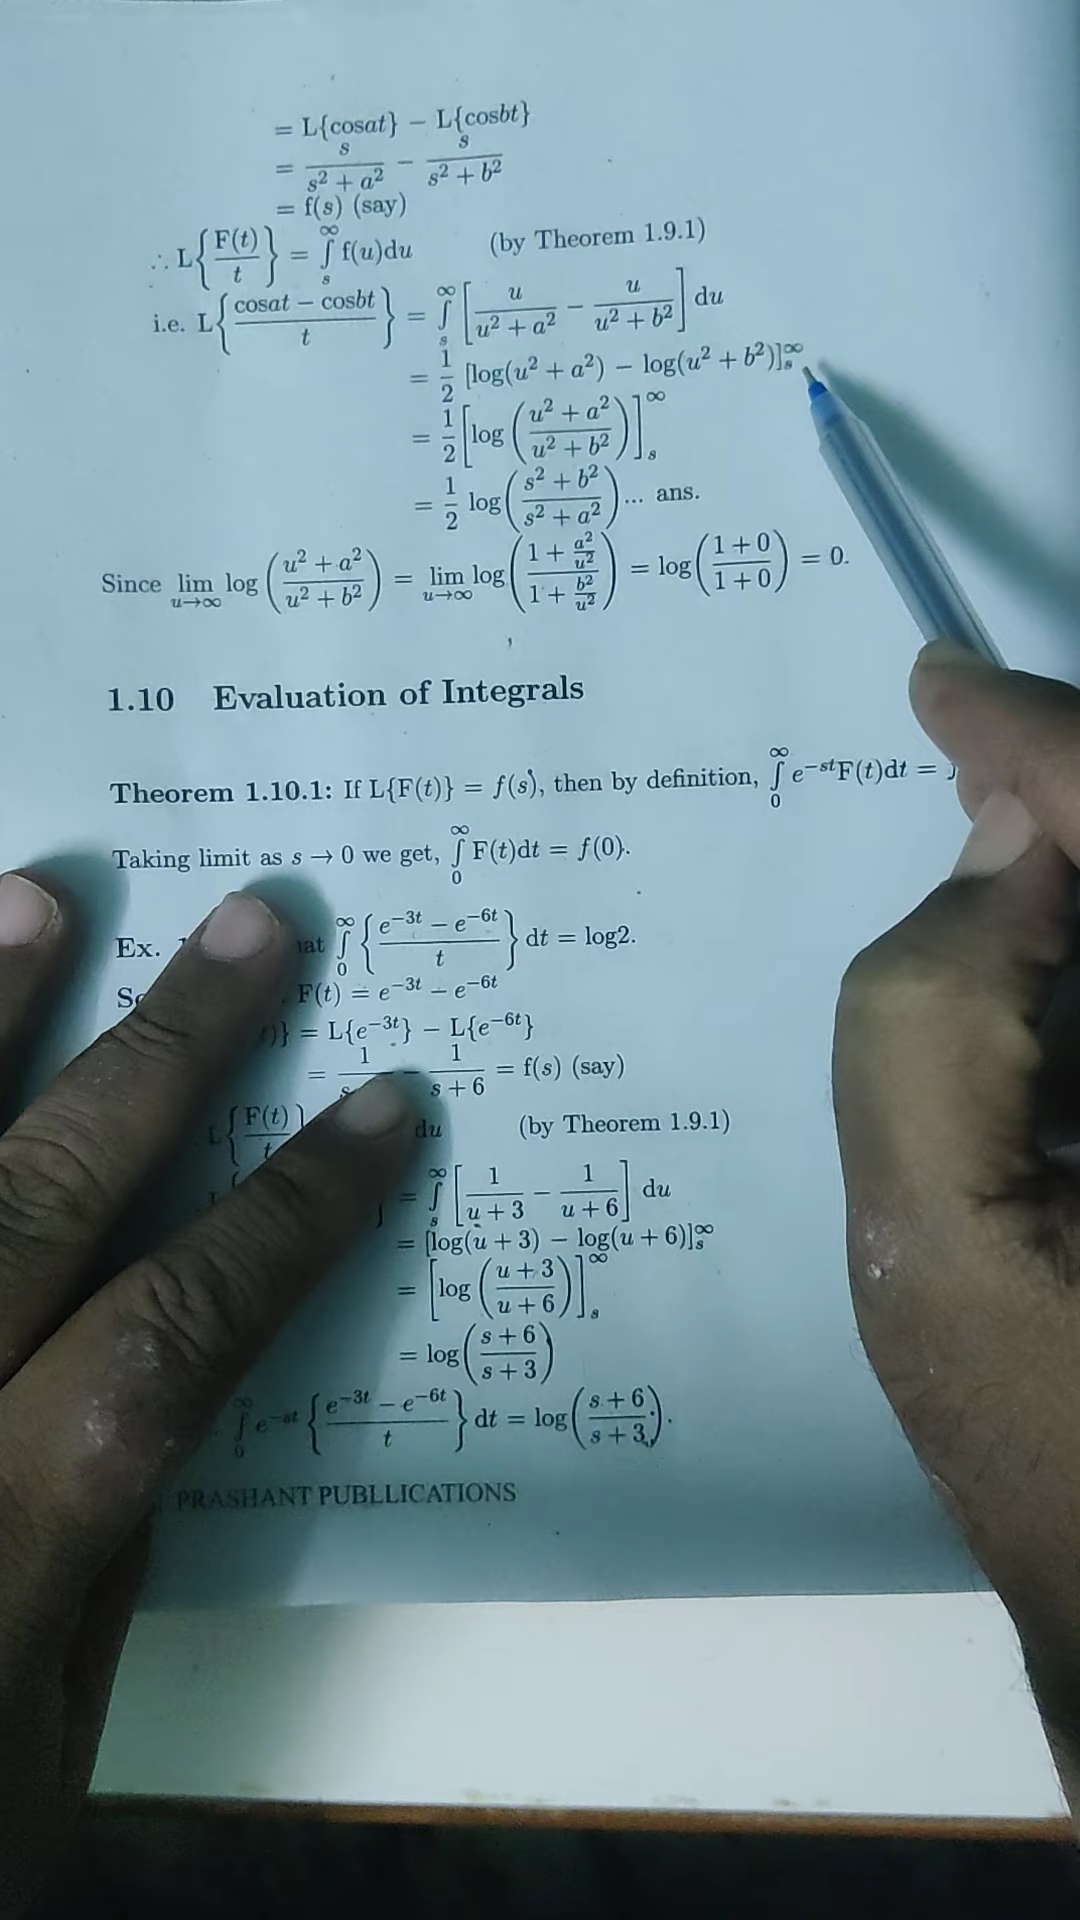 = L{cosat} − L{cosbt}
= s/(s² + a²) − s/(s² + b²)
= f(s) (say)
∴ L{F(t)/t} = ∫ₛ^∞ f(u)du (by Theorem 1.9.1)
i.e. L{(cosat − cosbt)/t} = ∫ₛ^∞ [u/(u² + a²) − u/(u² + b²)] du
= 1/2 [log(u² + a²) − log(u² + b²)]ₛ^∞
= 1/2 [log((u² + a²)/(u² + b²))]ₛ^∞
= 1/2 log((s² + b²)/(s² + a²)) ... ans.
Since lim u→∞ log((u² + a²)/(u² + b²)) = lim u→∞ log((1 + a²/u²)/(1 + b²/u²)) = log((1 + 0)/(1 + 0)) = 0.
1.10 Evaluation of Integrals
Theorem 1.10.1: If L{F(t)} = f(s), then by definition, ∫₀^∞ e^−st F(t)dt =
Taking limit as s → 0 we get, ∫₀^∞ F(t)dt = f(0).
Ex. ∫₀^∞ {(e^−3t − e^−6t)/t} dt = log2.
F(t) = e^−3t − e^−6t
= L{e^−3t} − L{e^−6t}
= 1/ − 1/(s + 6) = f(s) (say)
L{F(t)/t} du (by Theorem 1.9.1)
= ∫ₛ^∞ [1/(u + 3) − 1/(u + 6)] du
= [log(u + 3) − log(u + 6)]ₛ^∞
= [log((u + 3)/(u + 6))]ₛ^∞
= log((s + 6)/(s + 3))
∫₀^∞ e^−st {(e^−3t − e^−6t)/t} dt = log((s + 6)/(s + 3)).
PRASHANT PUBLLICATIONS